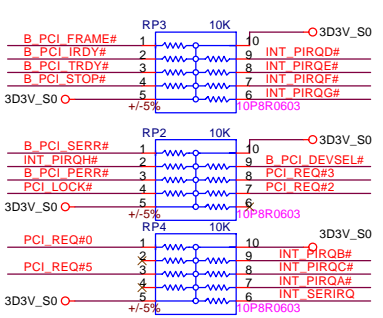 RP3 10K 3D3V_S0
B_PCI_FRAME# 1 10
B_PCI_IRDY# 2 9 INT_PIRQD#
B_PCI_TRDY# 3 8 INT_PIRQE#
B_PCI_STOP# 4 7 INT_PIRQF#
3D3V_S0 5 6 INT_PIRQG#
+/-5% 10P8R0603
RP2 10K 3D3V_S0
B_PCI_SERR# 1 10
INT_PIRQH# 2 9 B_PCI_DEVSEL#
B_PCI_PERR# 3 8 PCI_REQ#3
PCI_LOCK# 4 7 PCI_REQ#2
3D3V_S0 5 6
+/-5% 10P8R0603
RP4 10K 3D3V_S0
PCI_REQ#0 1 10
2 9 INT_PIRQB#
PCI_REQ#5 3 8 INT_PIRQC#
4 7 INT_PIRQA#
3D3V_S0 5 6 INT_SERIRQ
+/-5% 10P8R0603